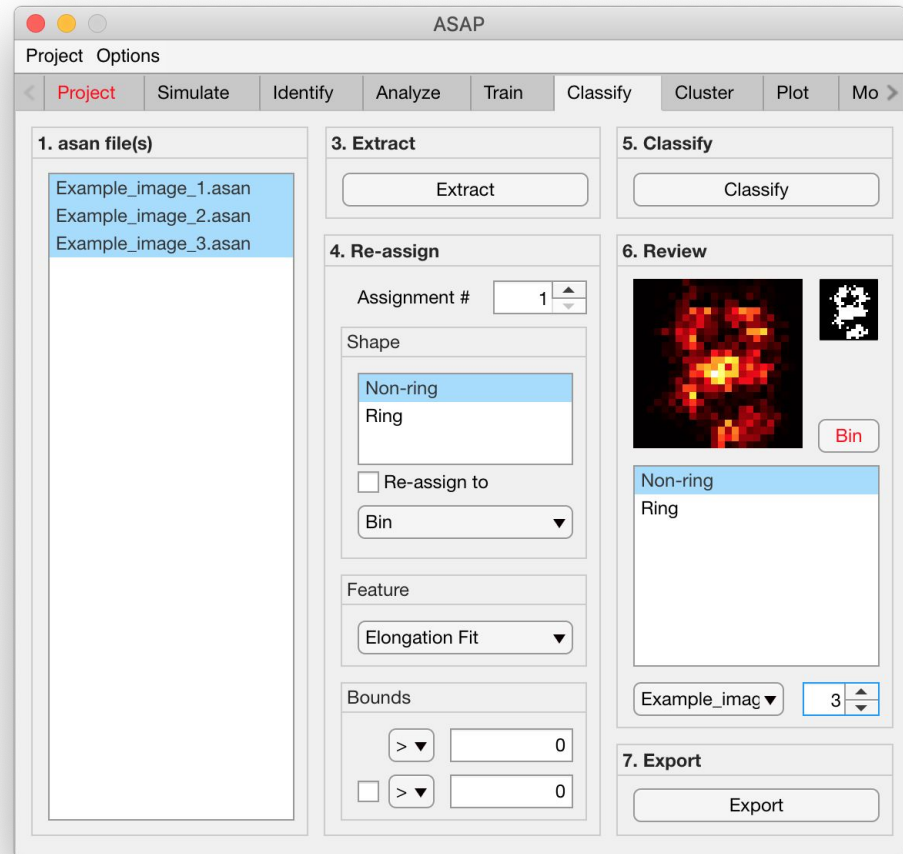 ASAP
Project Options
Project Simulate Identify Analyze Train Classify Cluster Plot Mo
1. asan file(s)
Example_image_1.asan
Example_image_2.asan
Example_image_3.asan
3. Extract
Extract
4. Re-assign
Assignment # 1
Shape
Non-ring
Ring
Re-assign to
Bin
Feature
Elongation Fit
Bounds
> 0
> 0
5. Classify
Classify
6. Review
Bin
Non-ring
Ring
Example_imag 3
7. Export
Export